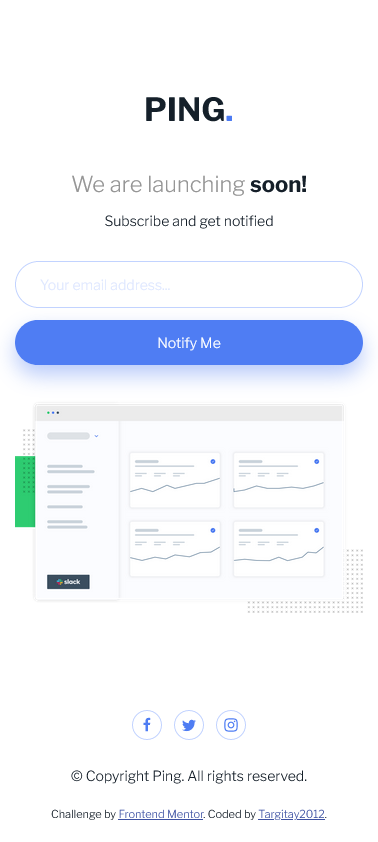 PING.
We are launching soon!
Subscribe and get notified
Your email address...
Notify Me
slack
© Copyright Ping. All rights reserved.
Challenge by Frontend Mentor. Coded by Targitay2012.